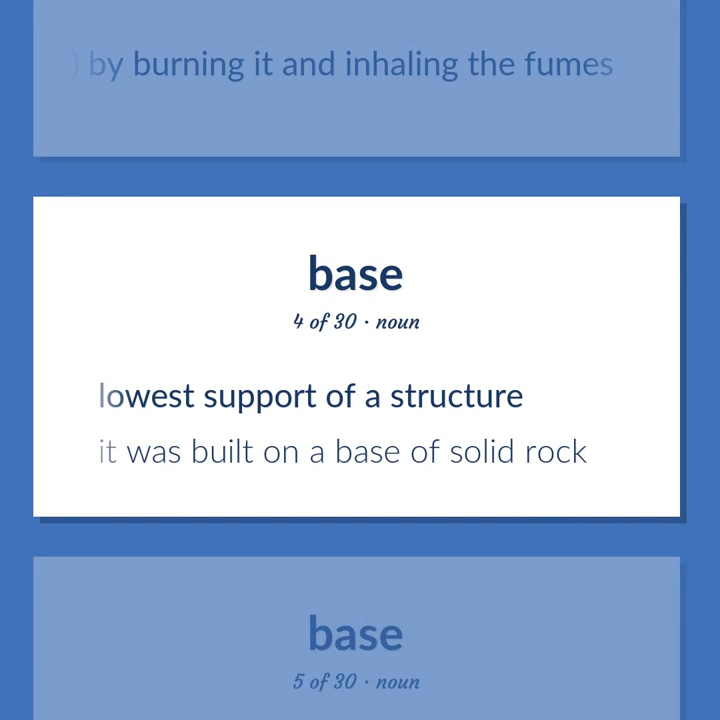 ) by burning it and inhaling the fumes
base
4 of 30 · noun
lowest support of a structure
it was built on a base of solid rock
base
5 of 30 · noun